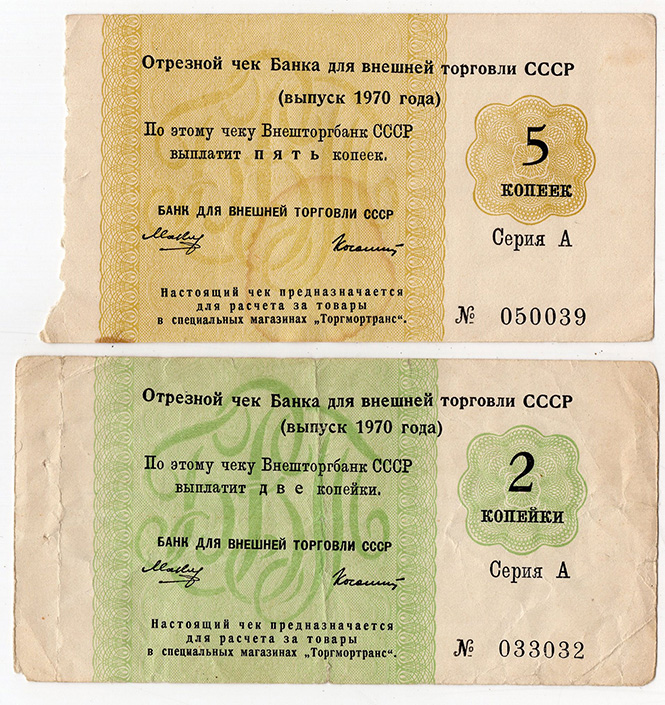 Отрезной чек Банка для внешней торговли СССР
(выпуск 1970 года)
По этому чеку Внешторгбанк СССР
выплатит пять копеек.
5
КОПЕЕК
БАНК ДЛЯ ВНЕШНЕЙ ТОРГОВЛИ СССР
Серия А
Настоящий чек предназначается
для расчета за товары
в специальных магазинах „Торгмортранс“.
№ 050039
Отрезной чек Банка для внешней торговли СССР
(выпуск 1970 года)
По этому чеку Внешторгбанк СССР
выплатит две копейки.
2
КОПЕЙКИ
БАНК ДЛЯ ВНЕШНЕЙ ТОРГОВЛИ СССР
Серия А
Настоящий чек предназначается
для расчета за товары
в специальных магазинах „Торгмортранс“.
№ 033032